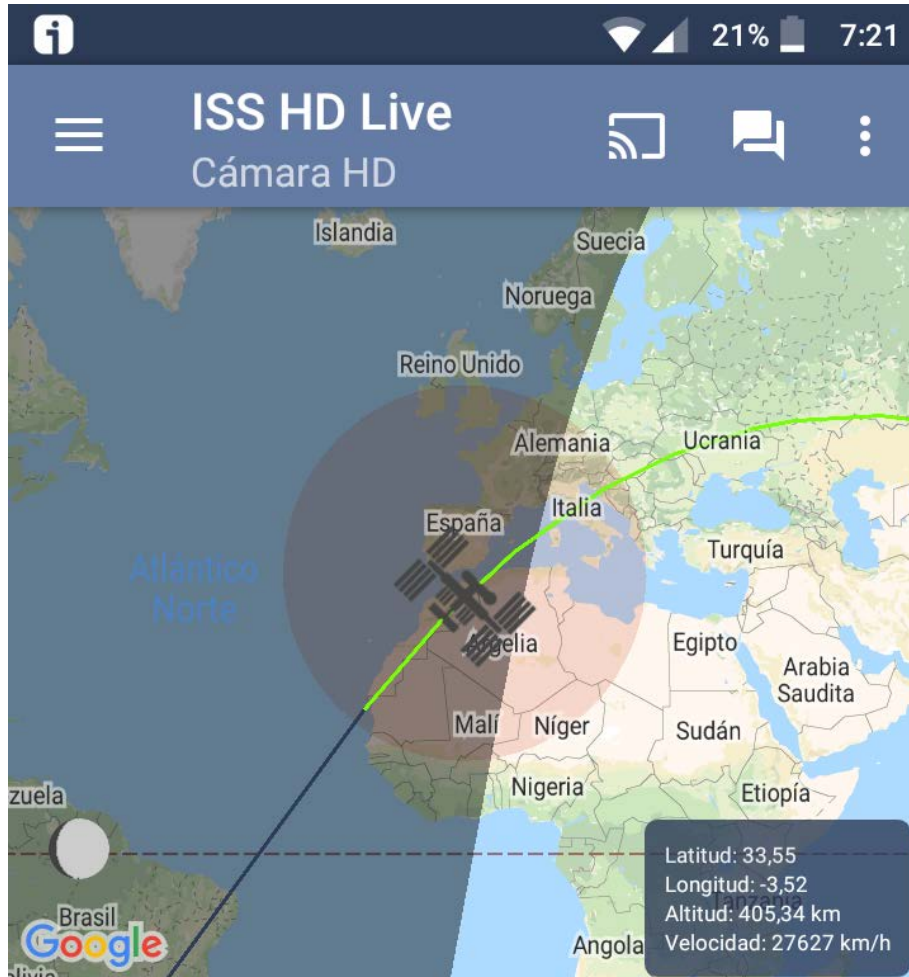 21% 7:21
ISS HD Live
Cámara HD
Islandia
Suecia
Noruega
Reino Unido
Alemania
Ucrania
Italia
España
Turquía
Atlántico
Norte
Argelia
Egipto
Arabia
Saudita
Malí
Níger
Sudán
zuela
Nigeria
Etiopía
Latitud: 33,55
Longitud: -3,52
Tanzania
Altitud: 405,34 km
Brasil
Google
Angola
Velocidad: 27627 km/h
olivia